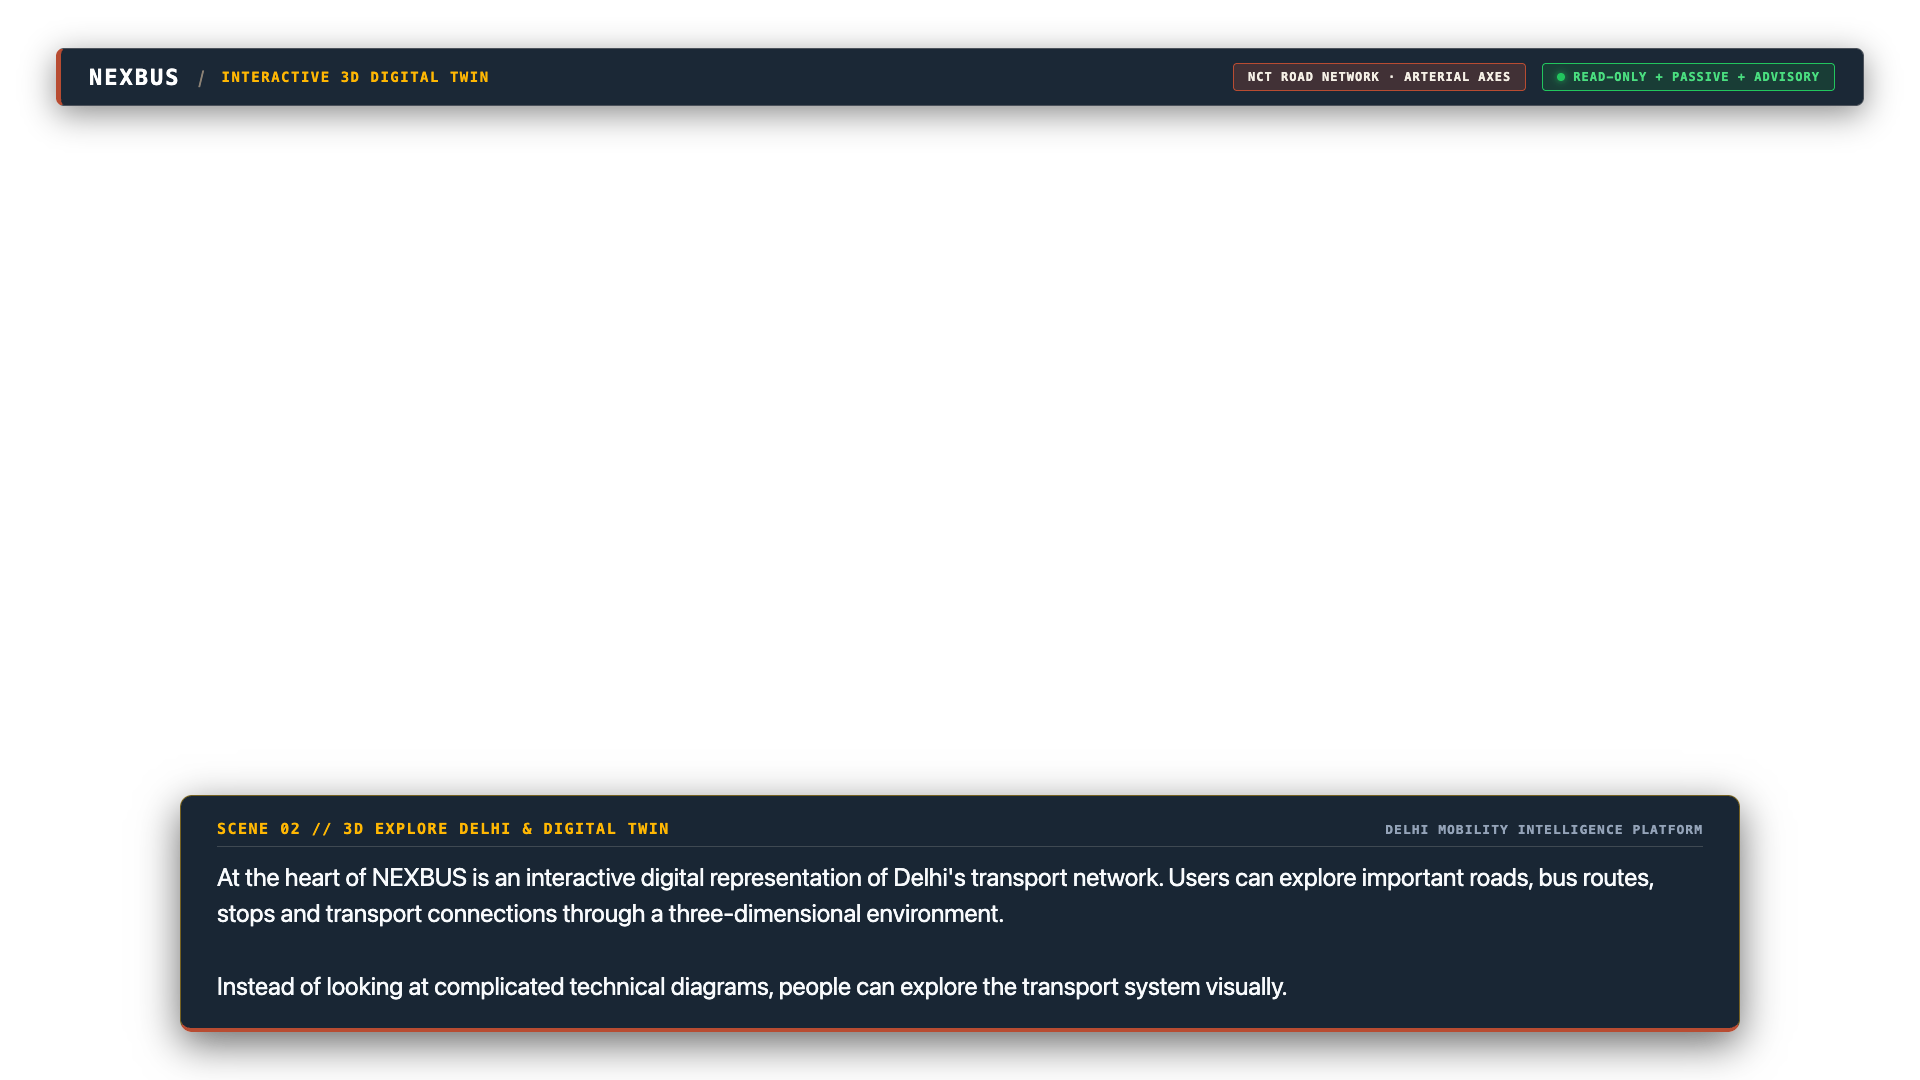 NEXBUS / INTERACTIVE 3D DIGITAL TWIN
NCT ROAD NETWORK · ARTERIAL AXES
READ-ONLY + PASSIVE + ADVISORY
SCENE 02 // 3D EXPLORE DELHI & DIGITAL TWIN
DELHI MOBILITY INTELLIGENCE PLATFORM
At the heart of NEXBUS is an interactive digital representation of Delhi's transport network. Users can explore important roads, bus routes,
stops and transport connections through a three-dimensional environment.
Instead of looking at complicated technical diagrams, people can explore the transport system visually.